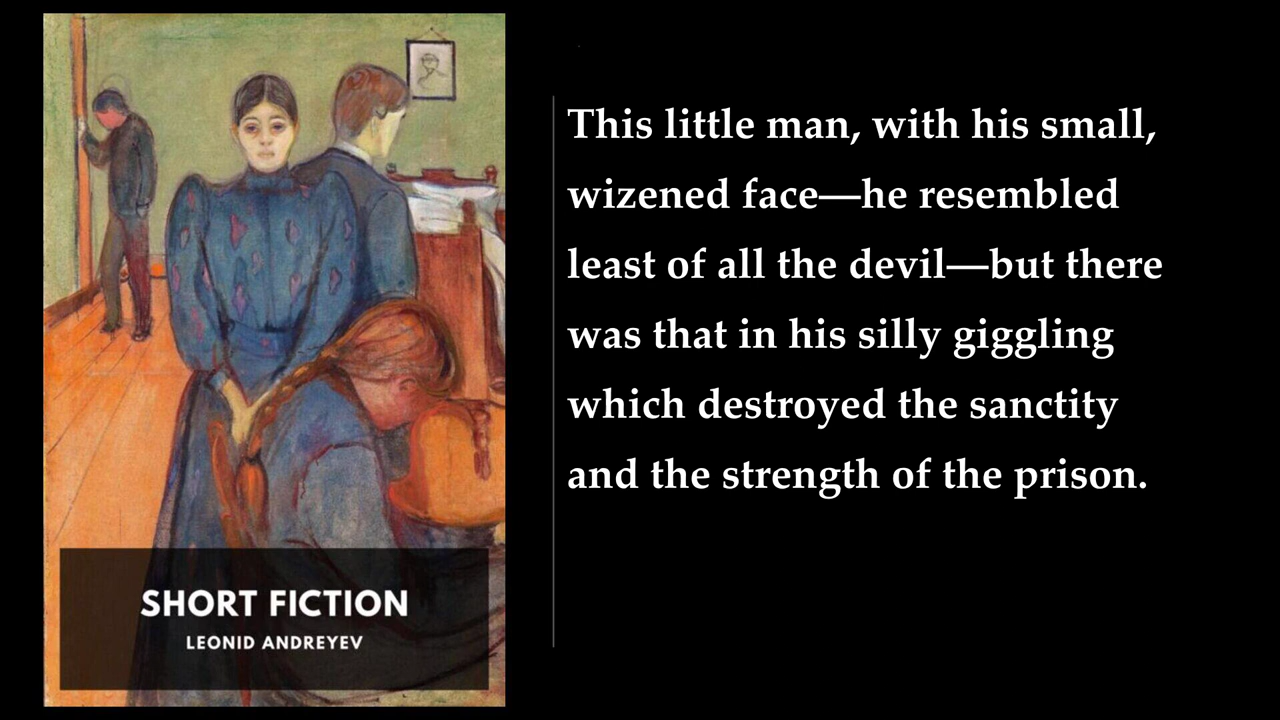 This little man, with his small,
wizened face—he resembled
least of all the devil—but there
was that in his silly giggling
which destroyed the sanctity
and the strength of the prison.
SHORT FICTION
LEONID ANDREYEV